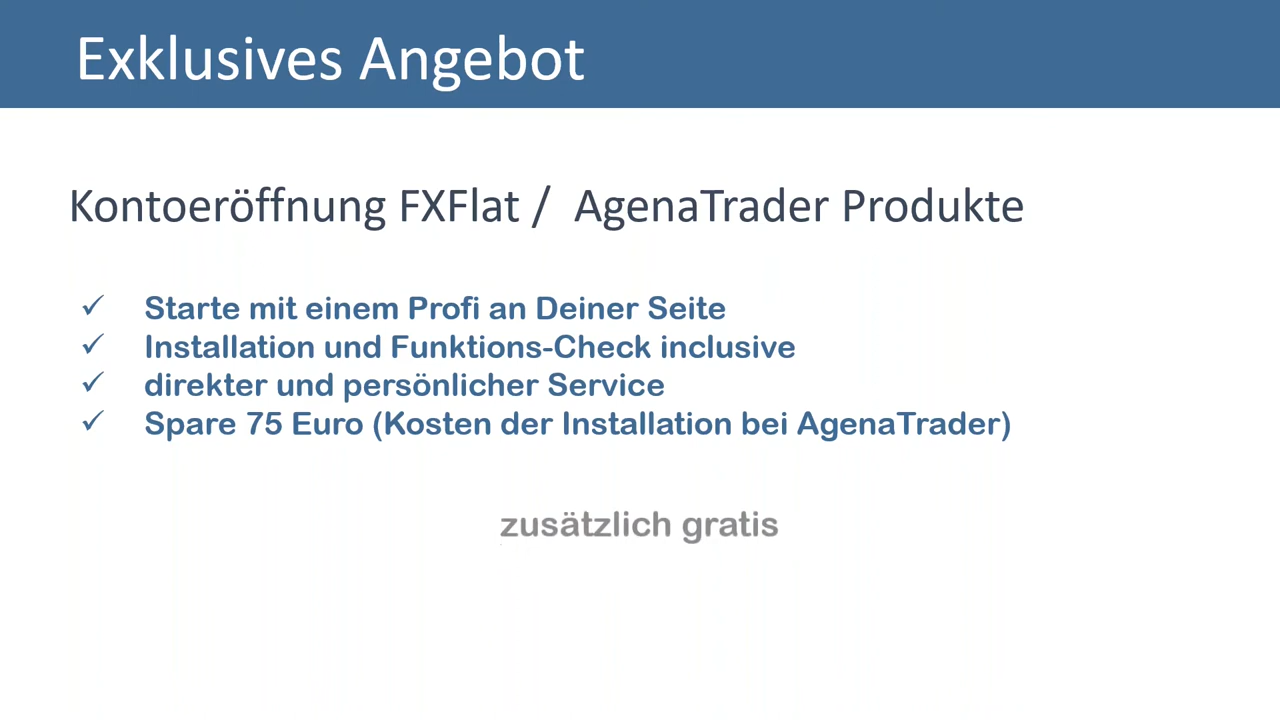 Exklusives Angebot
Kontoeröffnung FXFlat / AgenaTrader Produkte
✓ Starte mit einem Profi an Deiner Seite
✓ Installation und Funktions-Check inclusive
✓ direkter und persönlicher Service
✓ Spare 75 Euro (Kosten der Installation bei AgenaTrader)
zusätzlich gratis